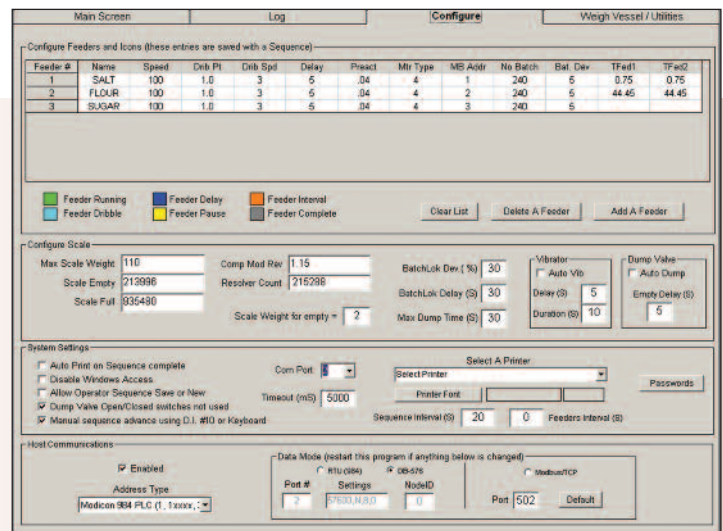 Main Screen Log Configure Weigh Vessel / Utilities
Configure Feeders and Icons (these entries are saved with a Sequence)
Feeder # Name Speed Drib Pt Drib Spd Delay Preact Mtr Type MB Addr No Batch Bat. Dev TFed1 TFed2
1 SALT 100 1.0 3 5 .04 4 1 240 5 0.75 0.75
2 FLOUR 100 1.0 3 5 .04 4 2 240 5 44.45 44.45
3 SUGAR 100 1.0 3 5 .04 4 3 240 5
Feeder Running Feeder Delay Feeder Interval
Feeder Dribble Feeder Pause Feeder Complete
Clear List Delete A Feeder Add A Feeder
Configure Scale
Max Scale Weight 110
Scale Empty 213996
Scale Full 935480
Comp Mod Rev 1.15
Resolver Count 215298
Scale Weight for empty = 2
BatchLok Dev.( %) 30
BatchLok Delay (S) 30
Max Dump Time (S) 30
Vibrator
Auto Vib
Delay (S) 5
Duration (S) 10
Dump Valve
Auto Dump
Empty Delay (S)
5
System Settings
Auto Print on Sequence complete
Disable Windows Access
Allow Operator Sequence Save or New
Dump Valve Open/Closed switches not used
Manual sequence advance using D.I. #10 or Keyboard
Com Port
Timeout (mS) 5000
Select A Printer
Select Printer
Printer Font
Sequence Interval (S) 20 0 Feeders Interval (S)
Passwords
Host Communications
Enabled
Address Type
Modicon 984 PLC (1, 1xxxx,
Data Mode (restart this program if anything below is changed)
RTU (984) DB-576 Modbus/TCP
Port # Settings NodeID
2 57600,N,8,0 0
Port 502 Default